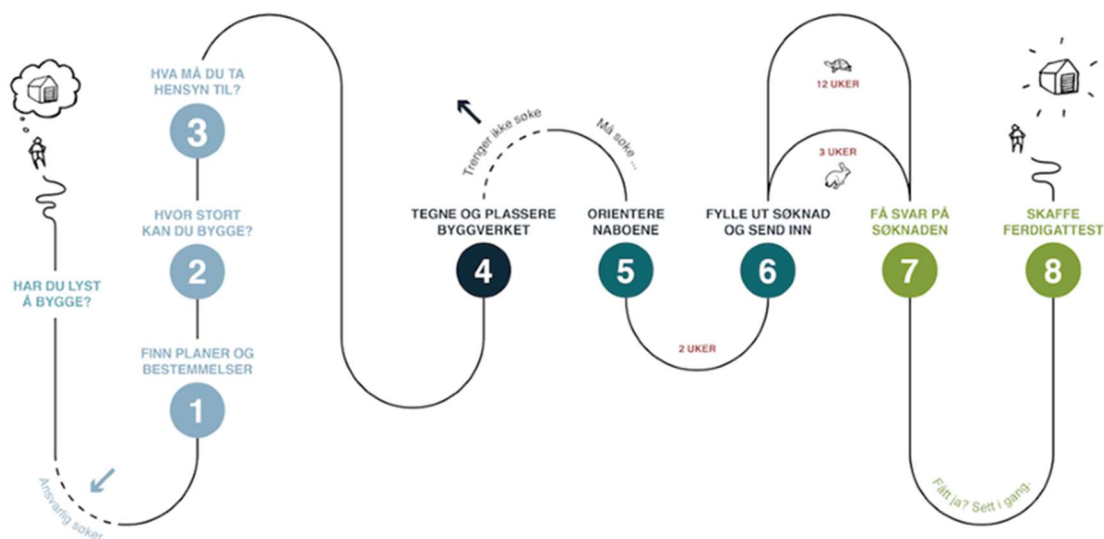 HAR DU LYST
Å BYGGE?
Ansvarlig søker
FINN PLANER OG
BESTEMMELSER
1
HVOR STORT
KAN DU BYGGE?
2
HVA MÅ DU TA
HENSYN TIL?
3
TEGNE OG PLASSERE
BYGGVERKET
4
Trenger ikke søke
Må søke ...
ORIENTERE
NABOENE
5
2 UKER
FYLLE UT SØKNAD
OG SEND INN
6
12 UKER
3 UKER
FÅ SVAR PÅ
SØKNADEN
7
Fått ja? Sett i gang.
SKAFFE
FERDIGATTEST
8